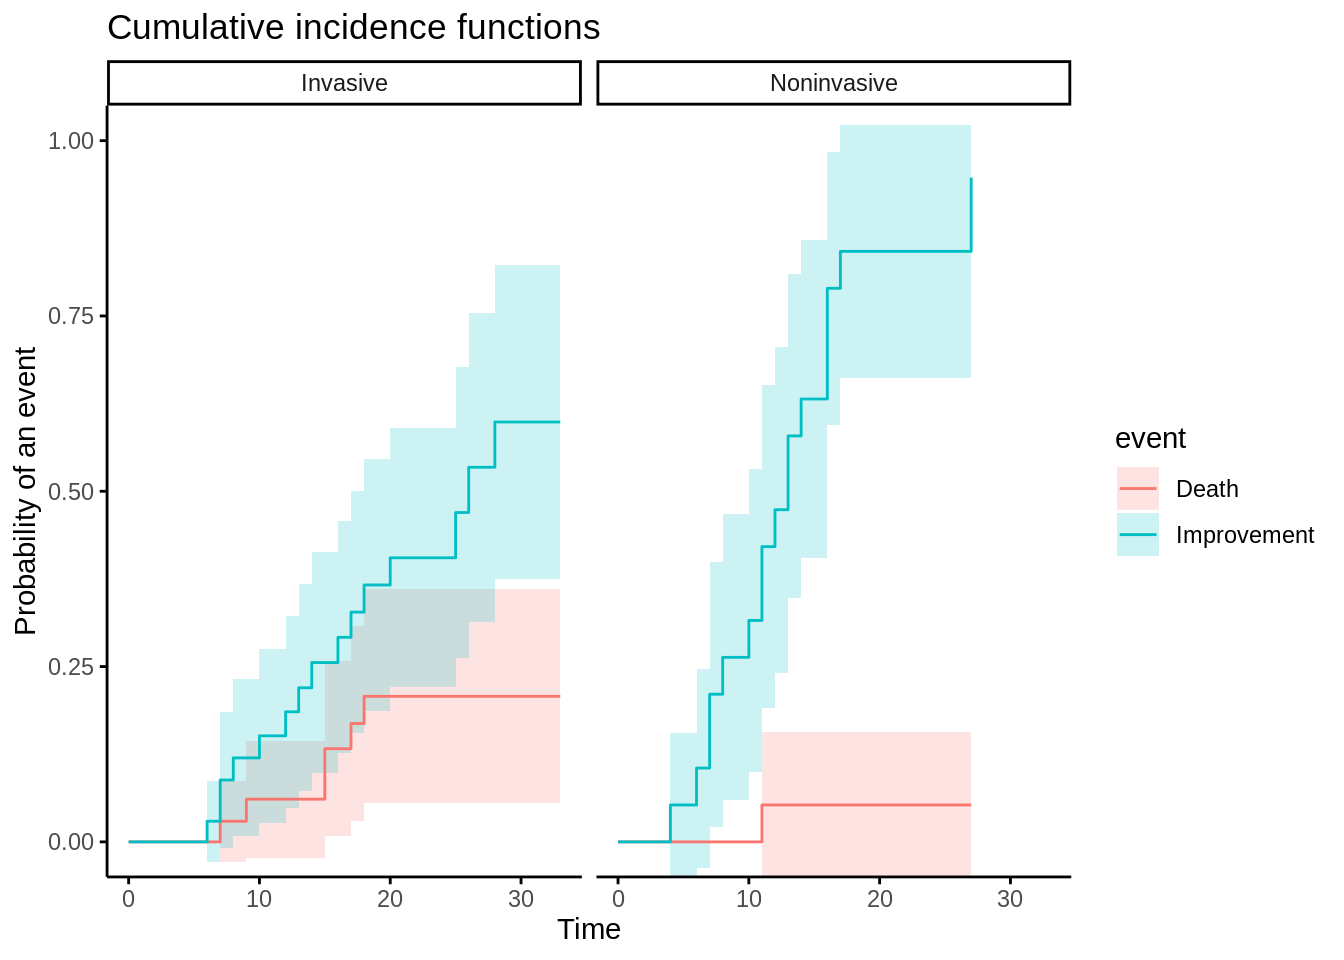 Cumulative incidence functions
Invasive
Noninvasive
Probability of an event
1.00
0.75
0.50
0.25
0.00
0 10 20 30
0 10 20 30
Time
event
Death
Improvement